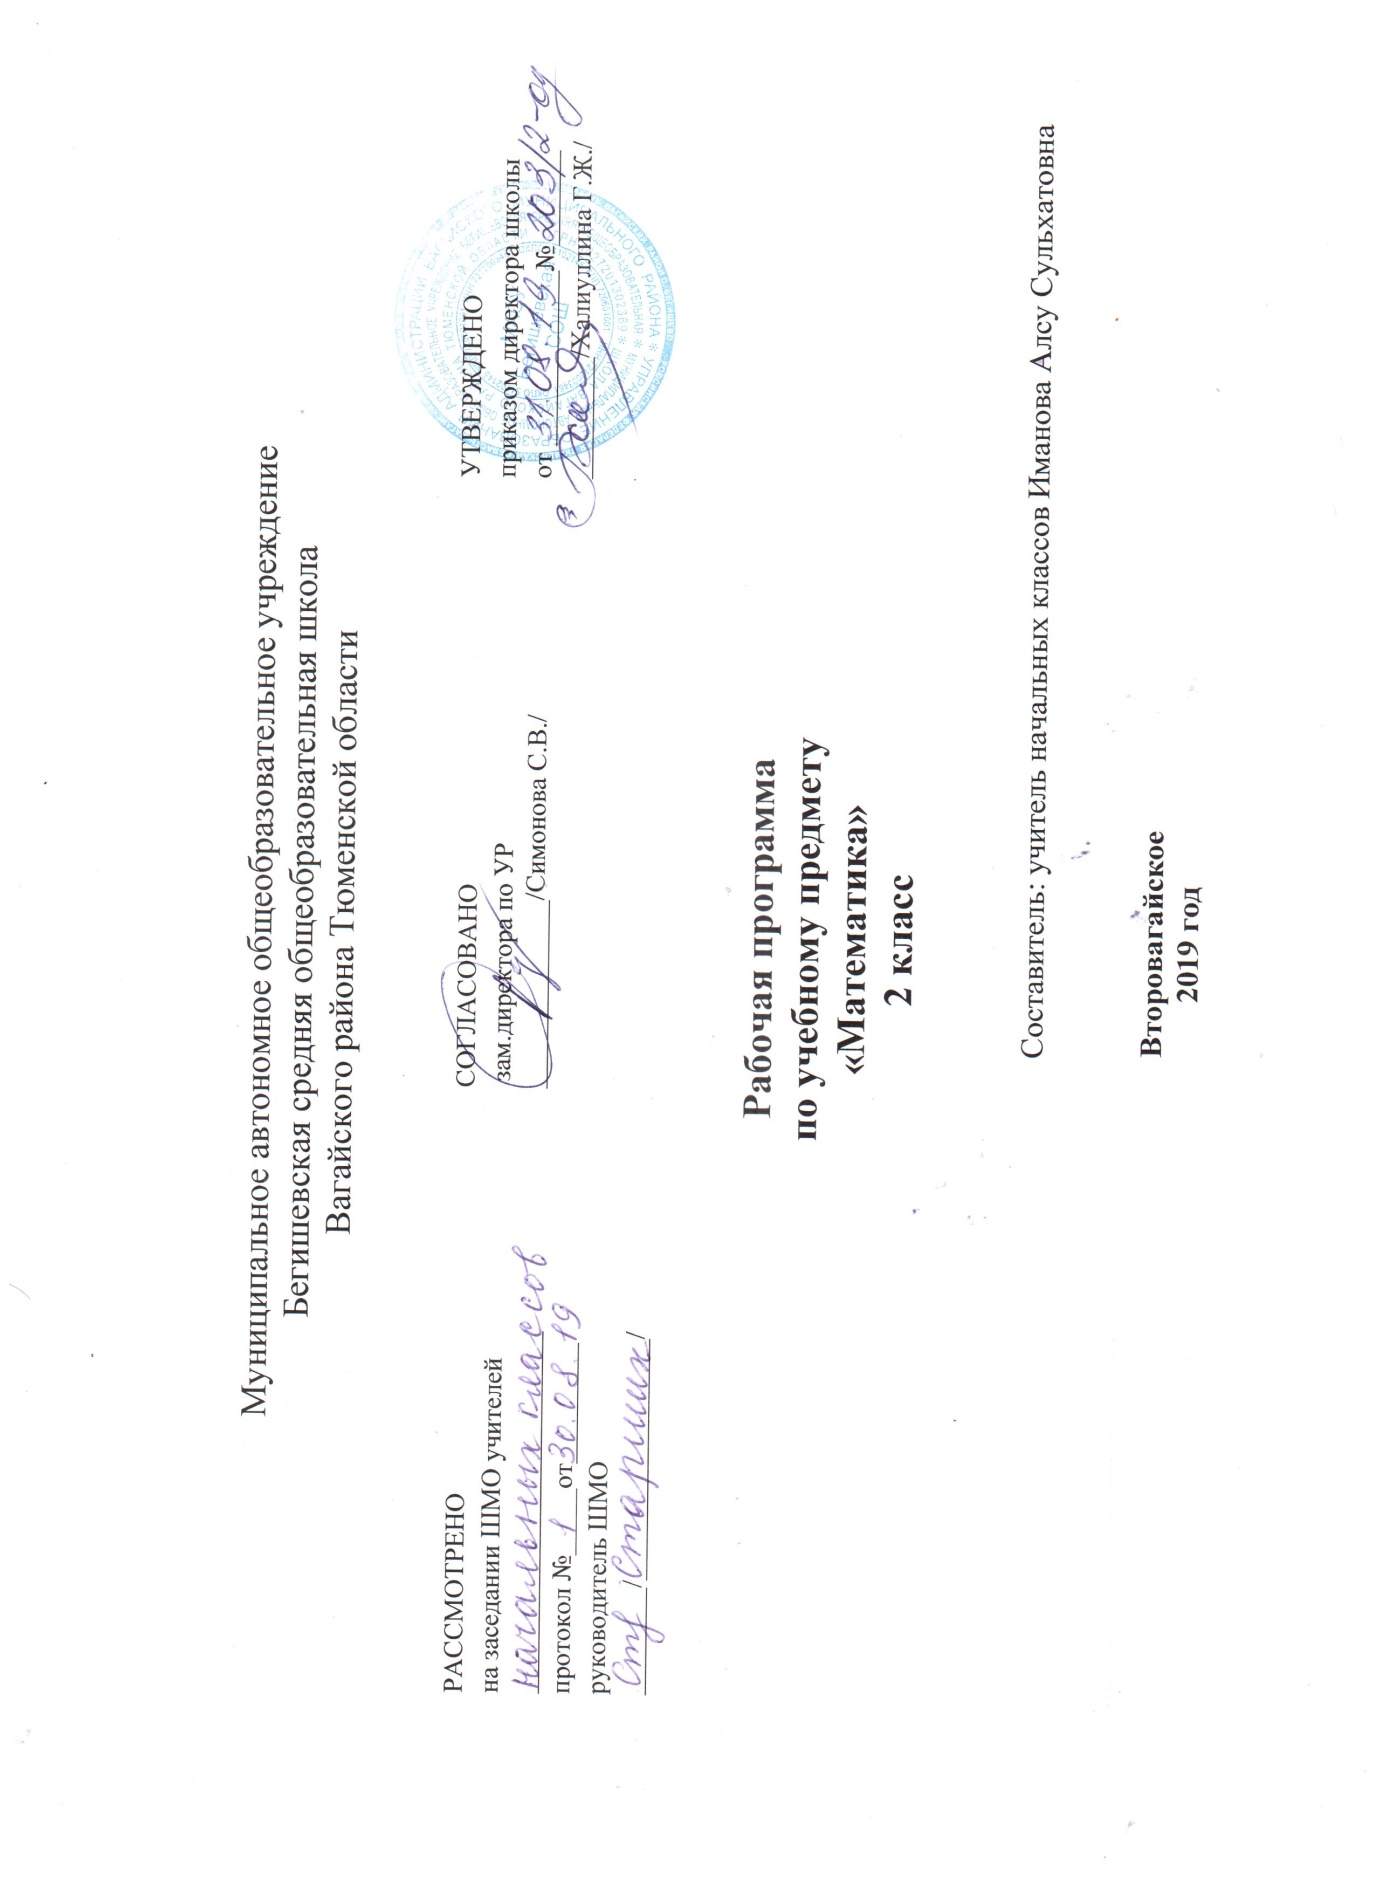 Муниципальное автономное общеобразовательное учреждение
Бегишевская средняя общеобразовательная школа
Вагайского района Тюменской области
РАССМОТРЕНО
на заседании ШМО учителей
начальных классов
протокол № 1 от 30.08.19
руководитель ШМО
/Стариких/
СОГЛАСОВАНО
зам.директора по УР
/Симонова С.В./
УТВЕРЖДЕНО
приказом директора школы
от 31.08.19 № 203/2-од
/Халиуллина Г.Ж./
Рабочая программа
по учебному предмету
«Математика»
2 класс
Составитель: учитель начальных классов Иманова Алсу Сульхатовна
Второвагайское
2019 год